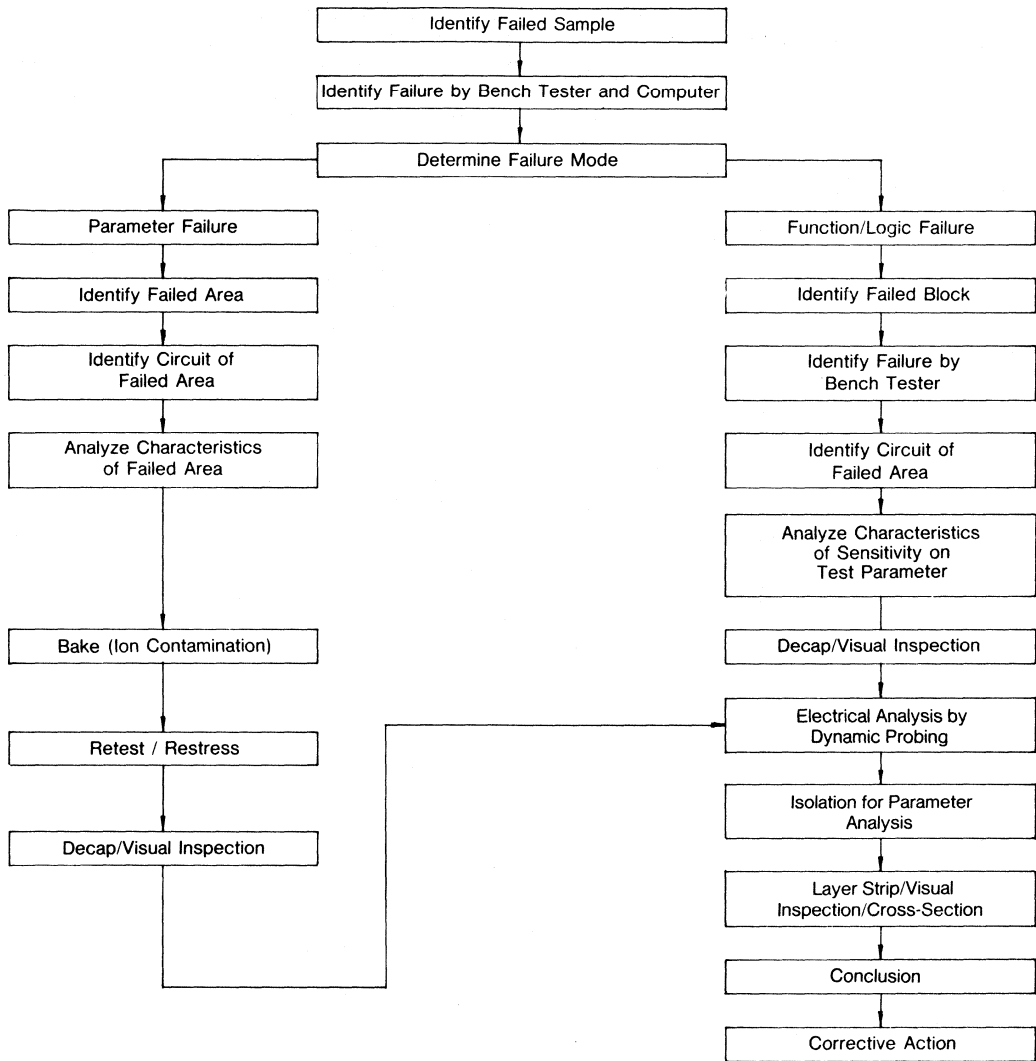 Identify Failed Sample
Identify Failure by Bench Tester and Computer
Determine Failure Mode
Parameter Failure
Identify Failed Area
Identify Circuit of
Failed Area
Analyze Characteristics
of Failed Area
Bake (Ion Contamination)
Retest / Restress
Decap/Visual Inspection
Function/Logic Failure
Identify Failed Block
Identify Failure by
Bench Tester
Identify Circuit of
Failed Area
Analyze Characteristics
of Sensitivity on
Test Parameter
Decap/Visual Inspection
Electrical Analysis by
Dynamic Probing
Isolation for Parameter
Analysis
Layer Strip/Visual
Inspection/Cross-Section
Conclusion
Corrective Action